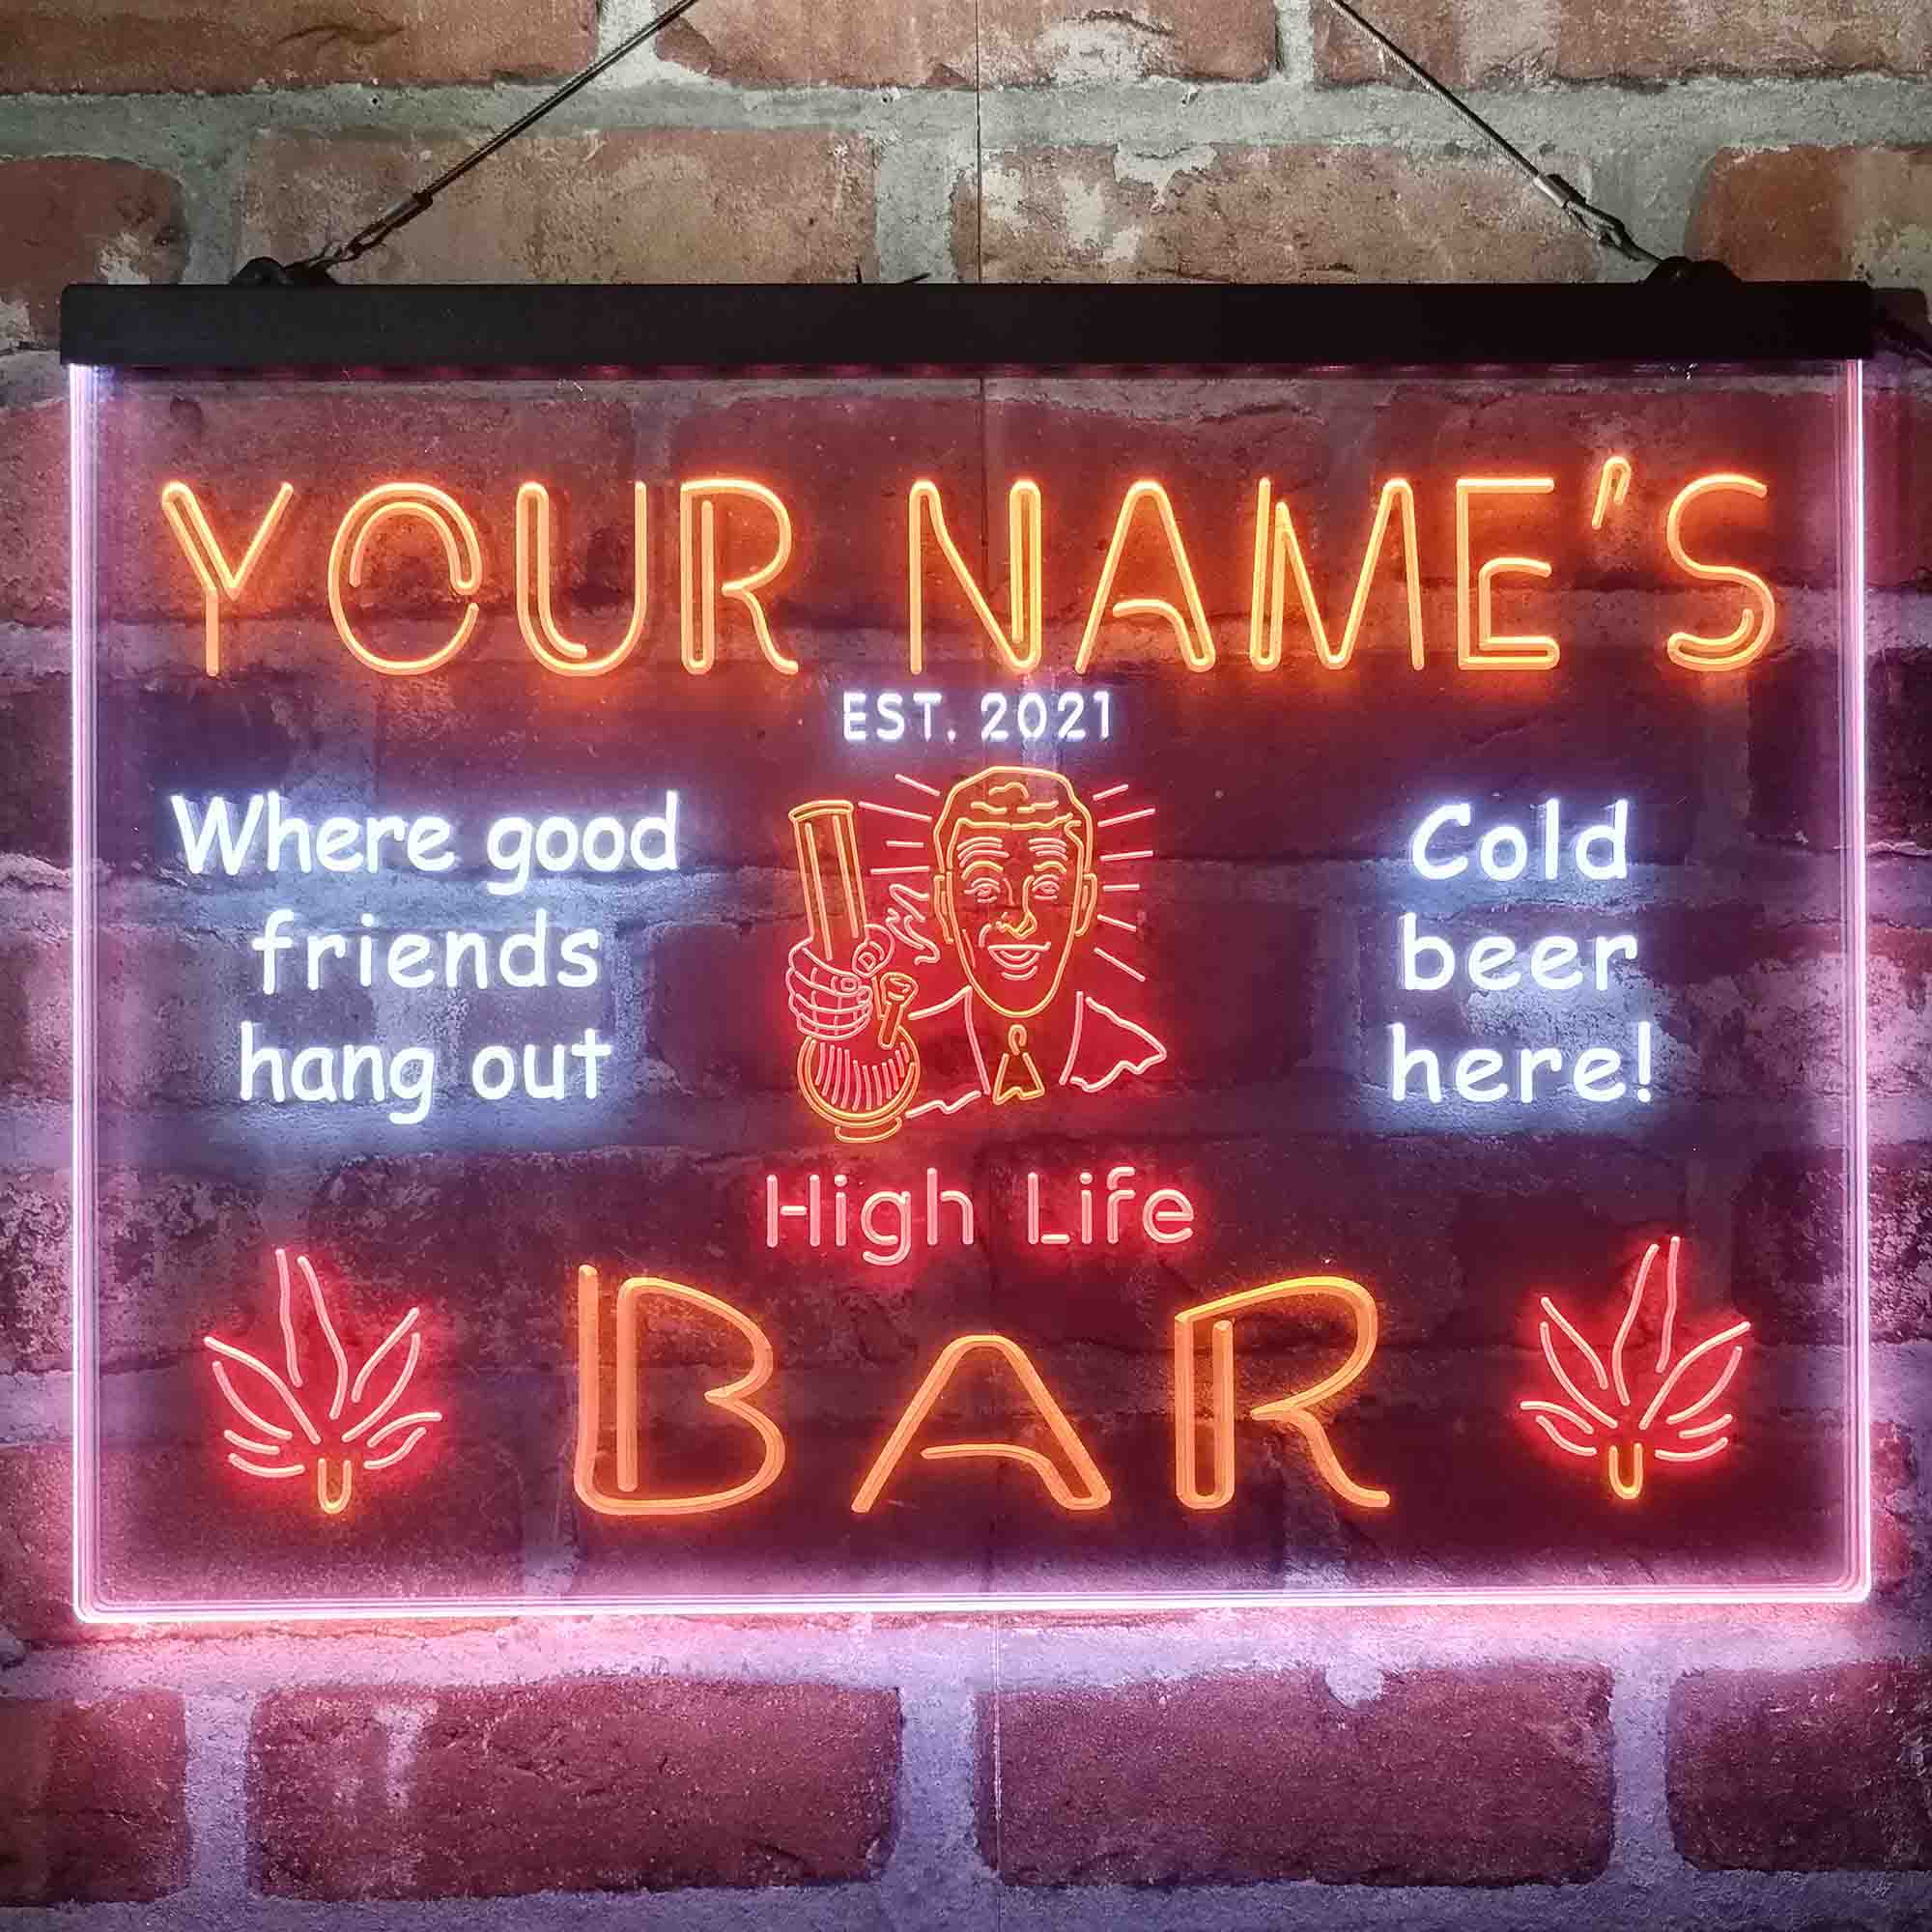 YOUR NAME'S
EST. 2021
Where good
friends
hang out
Cold
beer
here!
High Life
BAR